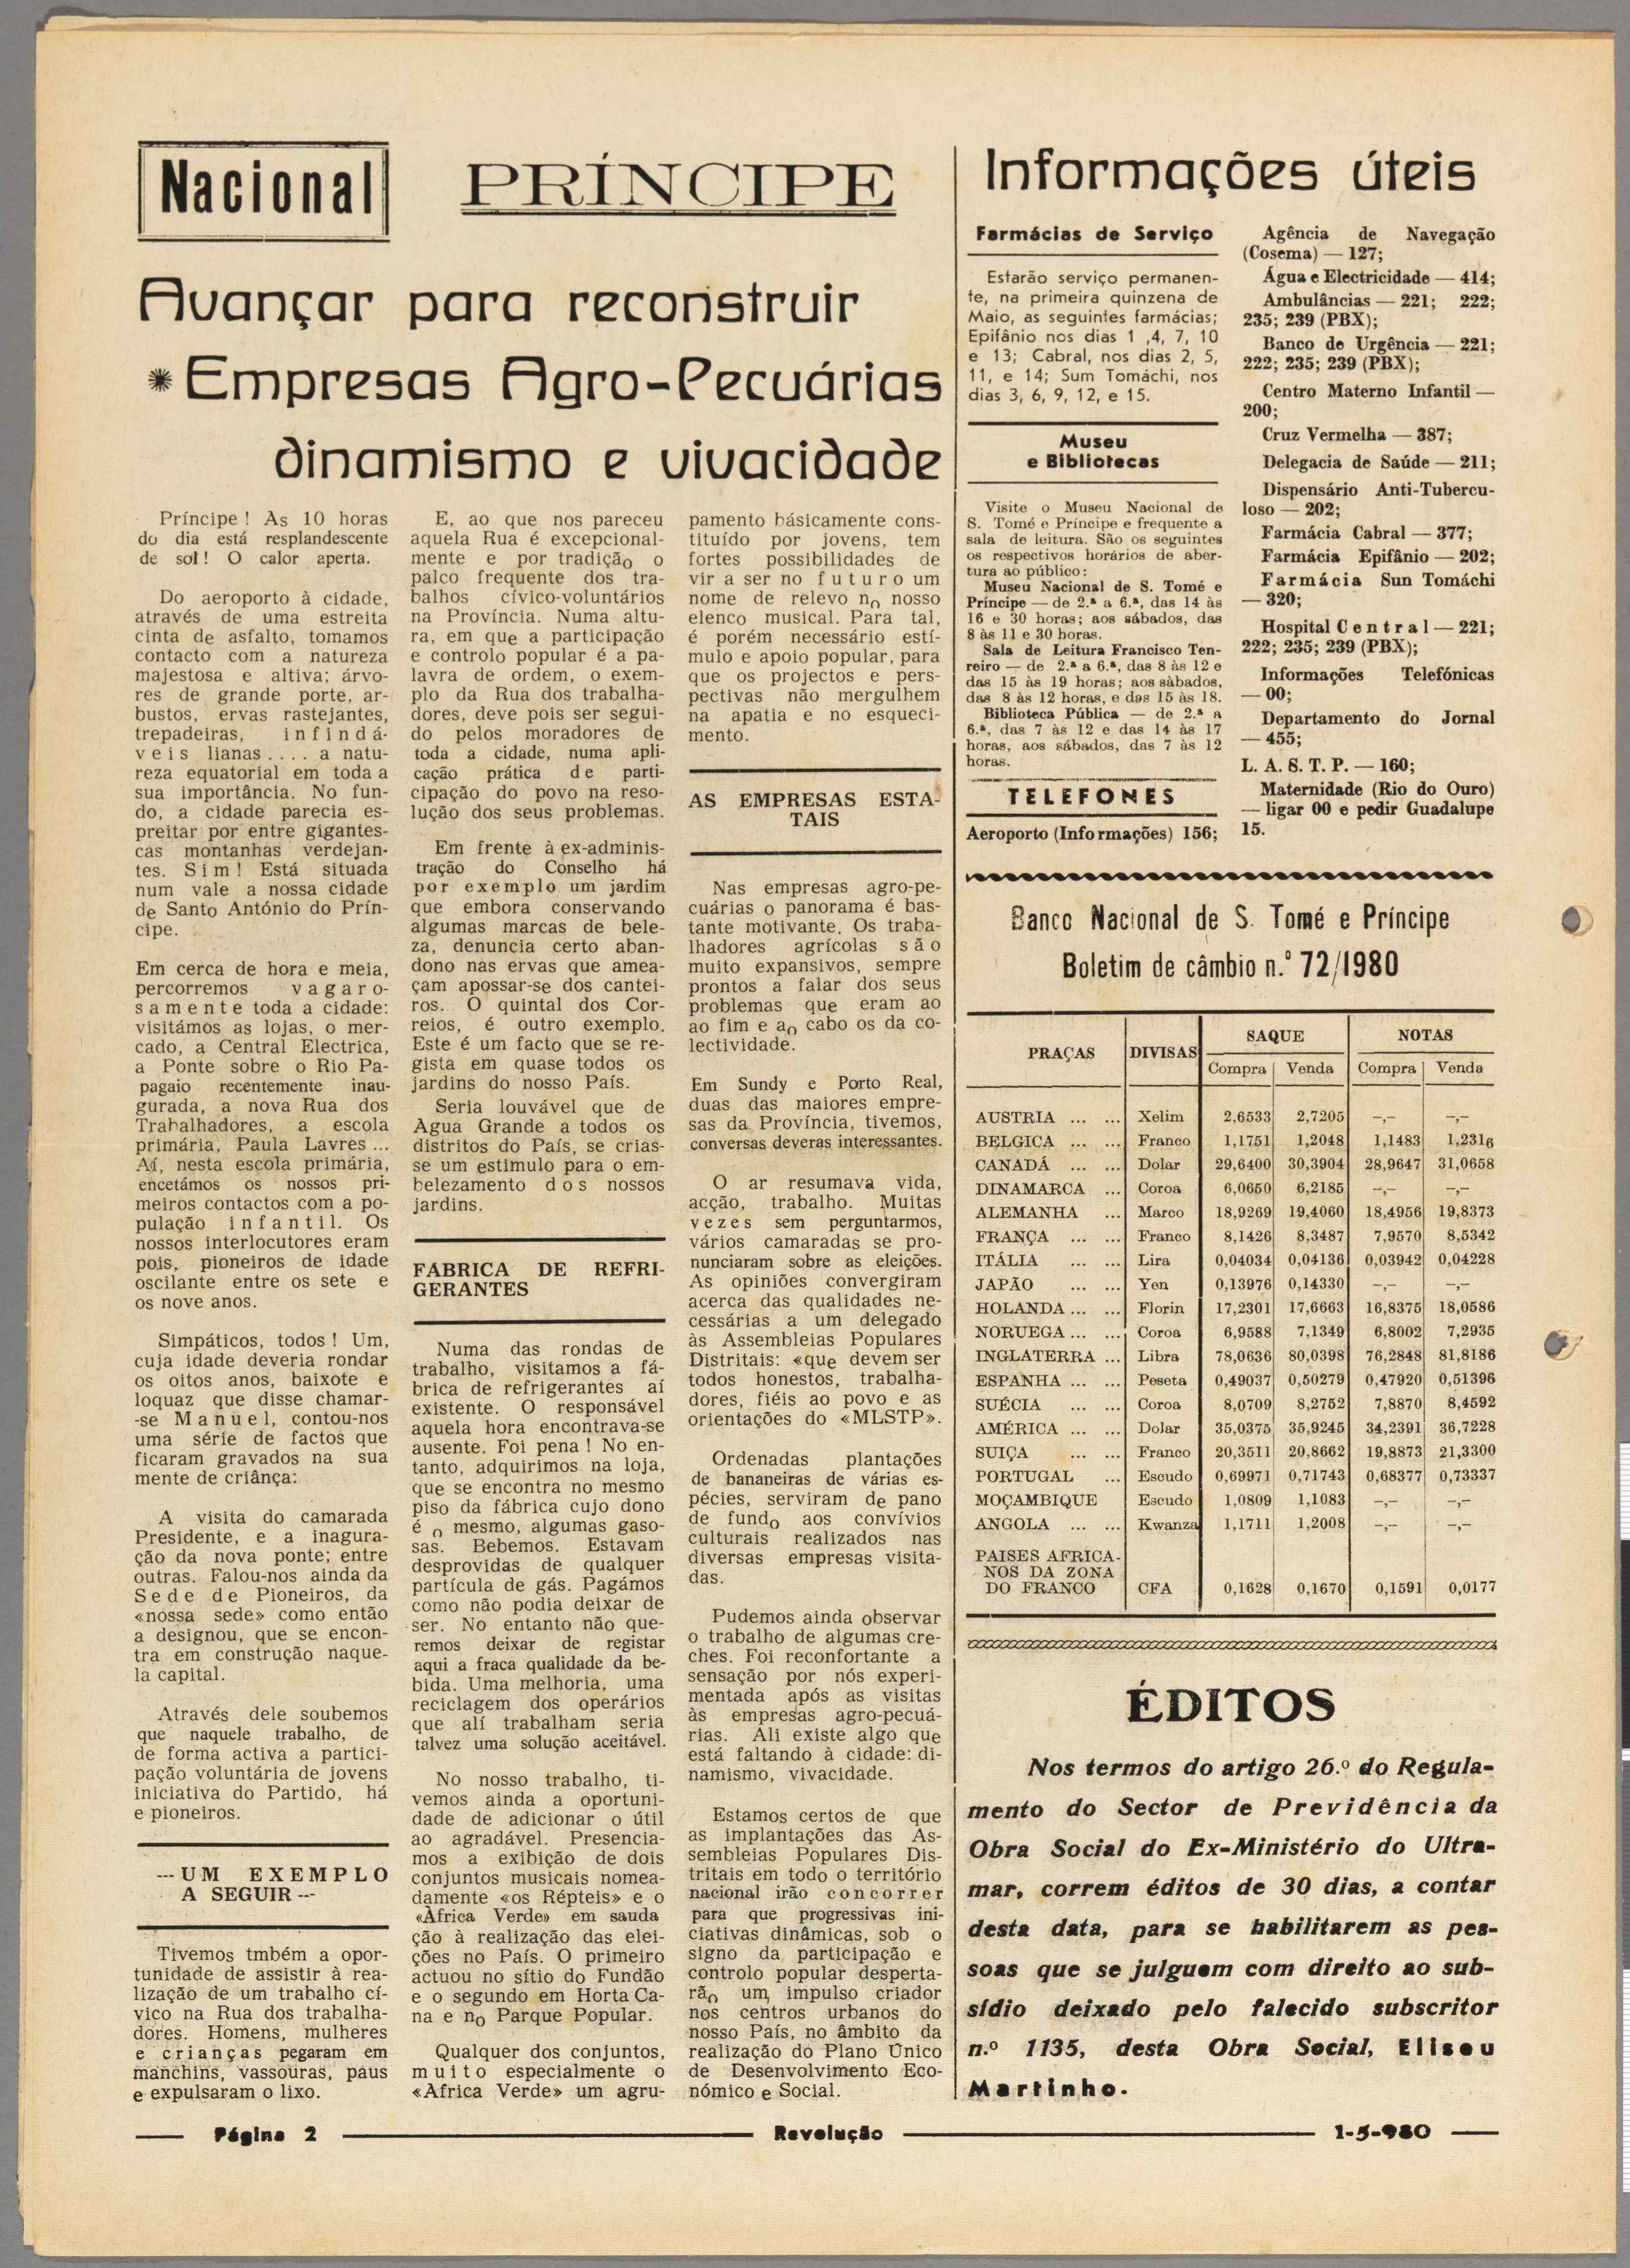 Nacional
PRÍNCIPE
Avançar para reconstruir
* Empresas Agro-Pecuárias
dinamismo e vivacidade
Príncipe ! As 10 horas
do dia está resplandescente
de sol ! O calor aperta.
Do aeroporto à cidade,
através de uma estreita
cinta de asfalto, tomamos
contacto com a natureza
majestosa e altiva; árvo-
res de grande porte, ar-
bustos, ervas rastejantes,
trepadeiras, infindá-
veis lianas.... a natu-
reza equatorial em toda a
sua importância. No fun-
do, a cidade parecia es-
preitar por entre gigantes-
cas montanhas verdejan-
tes. Sim ! Está situada
num vale a nossa cidade
de Santo António do Prín-
cipe.
Em cerca de hora e meia,
percorremos vagaro-
samente toda a cidade:
visitámos as lojas, o mer-
cado, a Central Electrica,
a Ponte sobre o Rio Pa-
pagaio recentemente inau-
gurada, a nova Rua dos
Trabalhadores, a escola
primária, Paula Lavres ...
Aí, nesta escola primária,
encetámos os nossos pri-
meiros contactos com a po-
pulação infantil. Os
nossos interlocutores eram
pois, pioneiros de idade
oscilante entre os sete e
os nove anos.
Simpáticos, todos ! Um,
cuja idade deveria rondar
os oitos anos, baixote e
loquaz que disse chamar-
-se Manuel, contou-nos
uma série de factos que
ficaram gravados na sua
mente de criânça:
A visita do camarada
Presidente, e a inagura-
ção da nova ponte; entre
outras. Falou-nos ainda da
Sede de Pioneiros, da
«nossa sede» como então
a designou, que se encon-
tra em construção naque-
la capital.
Através dele soubemos
que naquele trabalho, de
de forma activa a partici-
pação voluntária de jovens
iniciativa do Partido, há
e pioneiros.
--- UM EXEMPLO
A SEGUIR ---
Tivemos tmbém a opor-
tunidade de assistir à rea-
lização de um trabalho cí-
vico na Rua dos trabalha-
dores. Homens, mulheres
e crianças pegaram em
manchins, vassouras, paus
e expulsaram o lixo.
E, ao que nos pareceu
aquela Rua é excepcional-
mente e por tradição o
palco frequente dos tra-
balhos cívico-voluntários
na Província. Numa altu-
ra, em que a participação
e controlo popular é a pa-
lavra de ordem, o exem-
plo da Rua dos trabalha-
dores, deve pois ser segui-
do pelos moradores de
toda a cidade, numa apli-
cação prática de parti-
cipação do povo na reso-
lução dos seus problemas.
Em frente à ex-adminis-
tração do Conselho há
por exemplo um jardim
que embora conservando
algumas marcas de bele-
za, denuncia certo aban-
dono nas ervas que amea-
çam apossar-se dos cantei-
ros. O quintal dos Cor-
reios, é outro exemplo.
Este é um facto que se re-
gista em quase todos os
jardins do nosso País.
Seria louvável que de
Agua Grande a todos os
distritos do País, se crias-
se um estimulo para o em-
belezamento dos nossos
jardins.
FABRICA DE REFRI-
GERANTES
Numa das rondas de
trabalho, visitamos a fá-
brica de refrigerantes aí
existente. O responsável
aquela hora encontrava-se
ausente. Foi pena ! No en-
tanto, adquirimos na loja,
que se encontra no mesmo
piso da fábrica cujo dono
é o mesmo, algumas gaso-
sas. Bebemos. Estavam
desprovidas de qualquer
partícula de gás. Pagámos
como não podia deixar de
ser. No entanto não que-
remos deixar de registar
aqui a fraca qualidade da be-
bida. Uma melhoria, uma
reciclagem dos operários
que alí trabalham seria
talvez uma solução aceitável.
No nosso trabalho, ti-
vemos ainda a oportuni-
dade de adicionar o útil
ao agradável. Presencia-
mos a exibição de dois
conjuntos musicais nomea-
damente «os Répteis» e o
«Africa Verde» em sauda
ção à realização das elei-
ções no País. O primeiro
actuou no sítio do Fundão
e o segundo em Horta Ca-
na e no Parque Popular.
Qualquer dos conjuntos,
muito especialmente o
«Africa Verde» um agru-
pamento básicamente cons-
tituído por jovens, tem
fortes possibilidades de
vir a ser no futuro um
nome de relevo no nosso
elenco musical. Para tal,
é porém necessário estí-
mulo e apoio popular, para
que os projectos e pers-
pectivas não mergulhem
na apatia e no esqueci-
mento.
AS EMPRESAS ESTA-
TAIS
Nas empresas agro-pe-
cuárias o panorama é bas-
tante motivante. Os traba-
lhadores agrícolas são
muito expansivos, sempre
prontos a falar dos seus
problemas que eram ao
ao fim e ao cabo os da co-
lectividade.
Em Sundy e Porto Real,
duas das maiores empre-
sas da Província, tivemos,
conversas deveras interessantes.
O ar resumava vida,
acção, trabalho. Muitas
vezes sem perguntarmos,
vários camaradas se pro-
nunciaram sobre as eleições.
As opiniões convergiram
acerca das qualidades ne-
cessárias a um delegado
às Assembleias Populares
Distritais: «que devem ser
todos honestos, trabalha-
dores, fiéis ao povo e as
orientações do «MLSTP».
Ordenadas plantações
de bananeiras de várias es-
pécies, serviram de pano
de fundo aos convívios
culturais realizados nas
diversas empresas visita-
das.
Pudemos ainda observar
o trabalho de algumas cre-
ches. Foi reconfortante a
sensação por nós experi-
mentada após as visitas
às empresas agro-pecuá-
rias. Ali existe algo que
está faltando à cidade: di-
namismo, vivacidade.
Estamos certos de que
as implantações das As-
sembleias Populares Dis-
tritais em todo o território
nacional irão concorrer
para que progressivas ini-
ciativas dinâmicas, sob o
signo da participação e
controlo popular desperta-
rão um impulso criador
nos centros urbanos do
nosso País, no âmbito da
realização do Plano Único
de Desenvolvimento Eco-
nómico e Social.
Informações úteis
Farmácias de Serviço
Estarão serviço permanen-
te, na primeira quinzena de
Maio, as seguintes farmácias;
Epifânio nos dias 1 ,4, 7, 10
e 13; Cabral, nos dias 2, 5,
11, e 14; Sum Tomáchi, nos
dias 3, 6, 9, 12, e 15.
Museu
e Bibliotecas
Visite o Museu Nacional de
S. Tomé e Príncipe e frequente a
sala de leitura. São os seguintes
os respectivos horários de aber-
tura ao público:
Museu Nacional de S. Tomé e
Príncipe — de 2.ª a 6.ª, das 14 às
16 e 30 horas; aos sábados, das
8 às 11 e 30 horas.
Sala de Leitura Francisco Ten-
reiro — de 2.ª a 6.ª, das 8 às 12 e
das 15 às 19 horas; aos sàbados,
das 8 às 12 horas, e das 15 às 18.
Biblioteca Pública — de 2.ª a
6.ª, das 7 às 12 e das 14 às 17
horas, aos sábados, das 7 às 12
horas.
TELEFONES
Aeroporto (Informações) 156;
Agência de Navegação
(Cosema) — 127;
Água e Electricidade — 414;
Ambulâncias — 221; 222;
235; 239 (PBX);
Banco de Urgência — 221;
222; 235; 239 (PBX);
Centro Materno Infantil —
200;
Cruz Vermelha — 387;
Delegacia de Saúde — 211;
Dispensário Anti-Tubercu-
loso — 202;
Farmácia Cabral — 377;
Farmácia Epifânio — 202;
Farmácia Sun Tomáchi
— 320;
Hospital Central — 221;
222; 235; 239 (PBX);
Informações Telefónicas
— 00;
Departamento do Jornal
— 455;
L. A. S. T. P. — 160;
Maternidade (Rio do Ouro)
— ligar 00 e pedir Guadalupe
15.
Banco Nacional de S. Tomé e Príncipe
Boletim de câmbio n.º 72/1980
PRAÇAS DIVISAS SAQUE NOTAS
Compra Venda Compra Venda
AUSTRIA ... ... Xelim 2,6533 2,7205 –,– –,–
BELGICA ... ... Franco 1,1751 1,2048 1,1483 1,2316
CANADÁ ... ... Dolar 29,6400 30,3904 28,9647 31,0658
DINAMARCA ... Coroa 6,0650 6,2185 –,– –,–
ALEMANHA ... Marco 18,9269 19,4060 18,4956 19,8373
FRANÇA ... ... Franco 8,1426 8,3487 7,9570 8,5342
ITÁLIA ... ... Lira 0,04034 0,04136 0,03942 0,04228
JAPÃO ... ... Yen 0,13976 0,14330 –,– –,–
HOLANDA ... ... Florin 17,2301 17,6663 16,8375 18,0586
NORUEGA ... ... Coroa 6,9588 7,1349 6,8002 7,2935
INGLATERRA ... Libra 78,0636 80,0398 76,2848 81,8186
ESPANHA ... ... Peseta 0,49037 0,50279 0,47920 0,51396
SUÉCIA ... ... Coroa 8,0709 8,2752 7,8870 8,4592
AMÉRICA ... ... Dolar 35,0375 35,9245 34,2391 36,7228
SUIÇA ... ... Franco 20,3511 20,8662 19,8873 21,3300
PORTUGAL ... Escudo 0,69971 0,71743 0,68377 0,73337
MOÇAMBIQUE Escudo 1,0809 1,1083 –,– –,–
ANGOLA ... ... Kwanza 1,1711 1,2008 –,– –,–
PAISES AFRICA-
NOS DA ZONA
DO FRANCO CFA 0,1628 0,1670 0,1591 0,0177
ÉDITOS
Nos termos do artigo 26.º do Regula-
mento do Sector de Previdência da
Obra Social do Ex-Ministério do Ultra-
mar, correm éditos de 30 dias, a contar
desta data, para se habilitarem as pes-
soas que se julguem com direito ao sub-
sídio deixado pelo falecido subscritor
n.º 1135, desta Obra Social, Eliseu
Martinho.
Página 2
Revolução
1-5-980